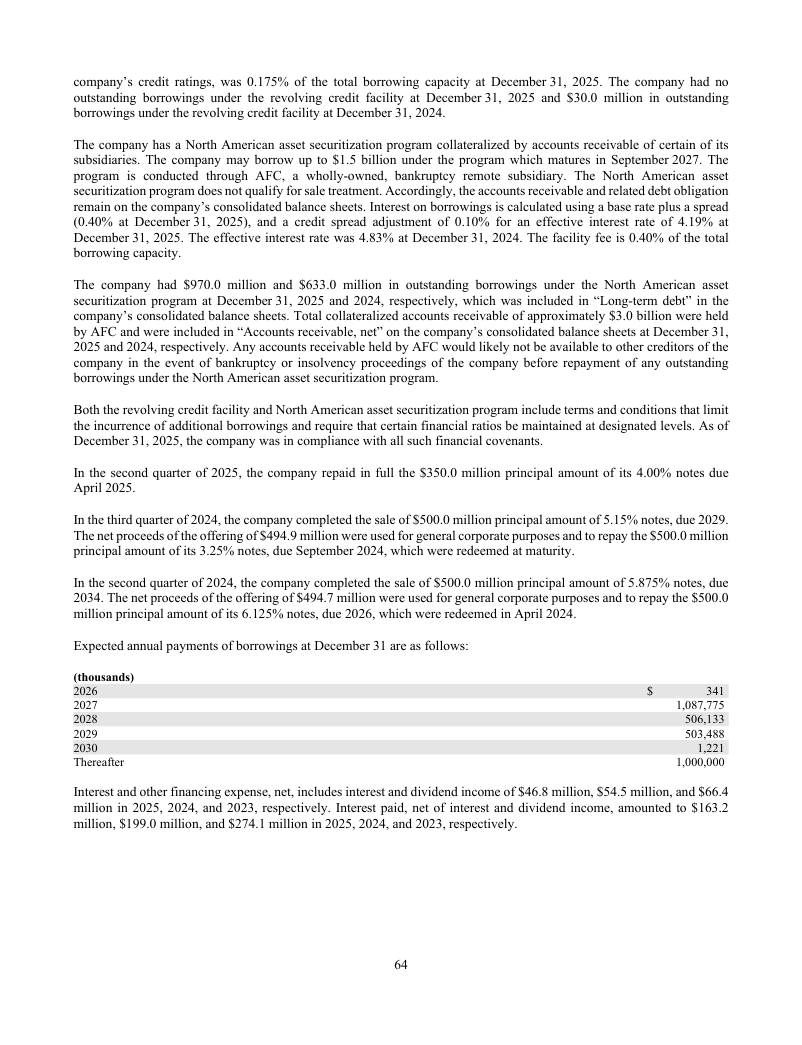 company’s credit ratings, was 0.175% of the total borrowing capacity at December 31, 2025. The company had no
outstanding borrowings under the revolving credit facility at December 31, 2025 and $30.0 million in outstanding
borrowings under the revolving credit facility at December 31, 2024.
The company has a North American asset securitization program collateralized by accounts receivable of certain of its
subsidiaries. The company may borrow up to $1.5 billion under the program which matures in September 2027. The
program is conducted through AFC, a wholly-owned, bankruptcy remote subsidiary. The North American asset
securitization program does not qualify for sale treatment. Accordingly, the accounts receivable and related debt obligation
remain on the company’s consolidated balance sheets. Interest on borrowings is calculated using a base rate plus a spread
(0.40% at December 31, 2025), and a credit spread adjustment of 0.10% for an effective interest rate of 4.19% at
December 31, 2025. The effective interest rate was 4.83% at December 31, 2024. The facility fee is 0.40% of the total
borrowing capacity.
The company had $970.0 million and $633.0 million in outstanding borrowings under the North American asset
securitization program at December 31, 2025 and 2024, respectively, which was included in “Long-term debt” in the
company’s consolidated balance sheets. Total collateralized accounts receivable of approximately $3.0 billion were held
by AFC and were included in “Accounts receivable, net” on the company’s consolidated balance sheets at December 31,
2025 and 2024, respectively. Any accounts receivable held by AFC would likely not be available to other creditors of the
company in the event of bankruptcy or insolvency proceedings of the company before repayment of any outstanding
borrowings under the North American asset securitization program.
Both the revolving credit facility and North American asset securitization program include terms and conditions that limit
the incurrence of additional borrowings and require that certain financial ratios be maintained at designated levels. As of
December 31, 2025, the company was in compliance with all such financial covenants.
In the second quarter of 2025, the company repaid in full the $350.0 million principal amount of its 4.00% notes due
April 2025.
In the third quarter of 2024, the company completed the sale of $500.0 million principal amount of 5.15% notes, due 2029.
The net proceeds of the offering of $494.9 million were used for general corporate purposes and to repay the $500.0 million
principal amount of its 3.25% notes, due September 2024, which were redeemed at maturity.
In the second quarter of 2024, the company completed the sale of $500.0 million principal amount of 5.875% notes, due
2034. The net proceeds of the offering of $494.7 million were used for general corporate purposes and to repay the $500.0
million principal amount of its 6.125% notes, due 2026, which were redeemed in April 2024.
Expected annual payments of borrowings at December 31 are as follows:
(thousands)
2026 $ 341
2027 1,087,775
2028 506,133
2029 503,488
2030 1,221
Thereafter 1,000,000
Interest and other financing expense, net, includes interest and dividend income of $46.8 million, $54.5 million, and $66.4
million in 2025, 2024, and 2023, respectively. Interest paid, net of interest and dividend income, amounted to $163.2
million, $199.0 million, and $274.1 million in 2025, 2024, and 2023, respectively.
64